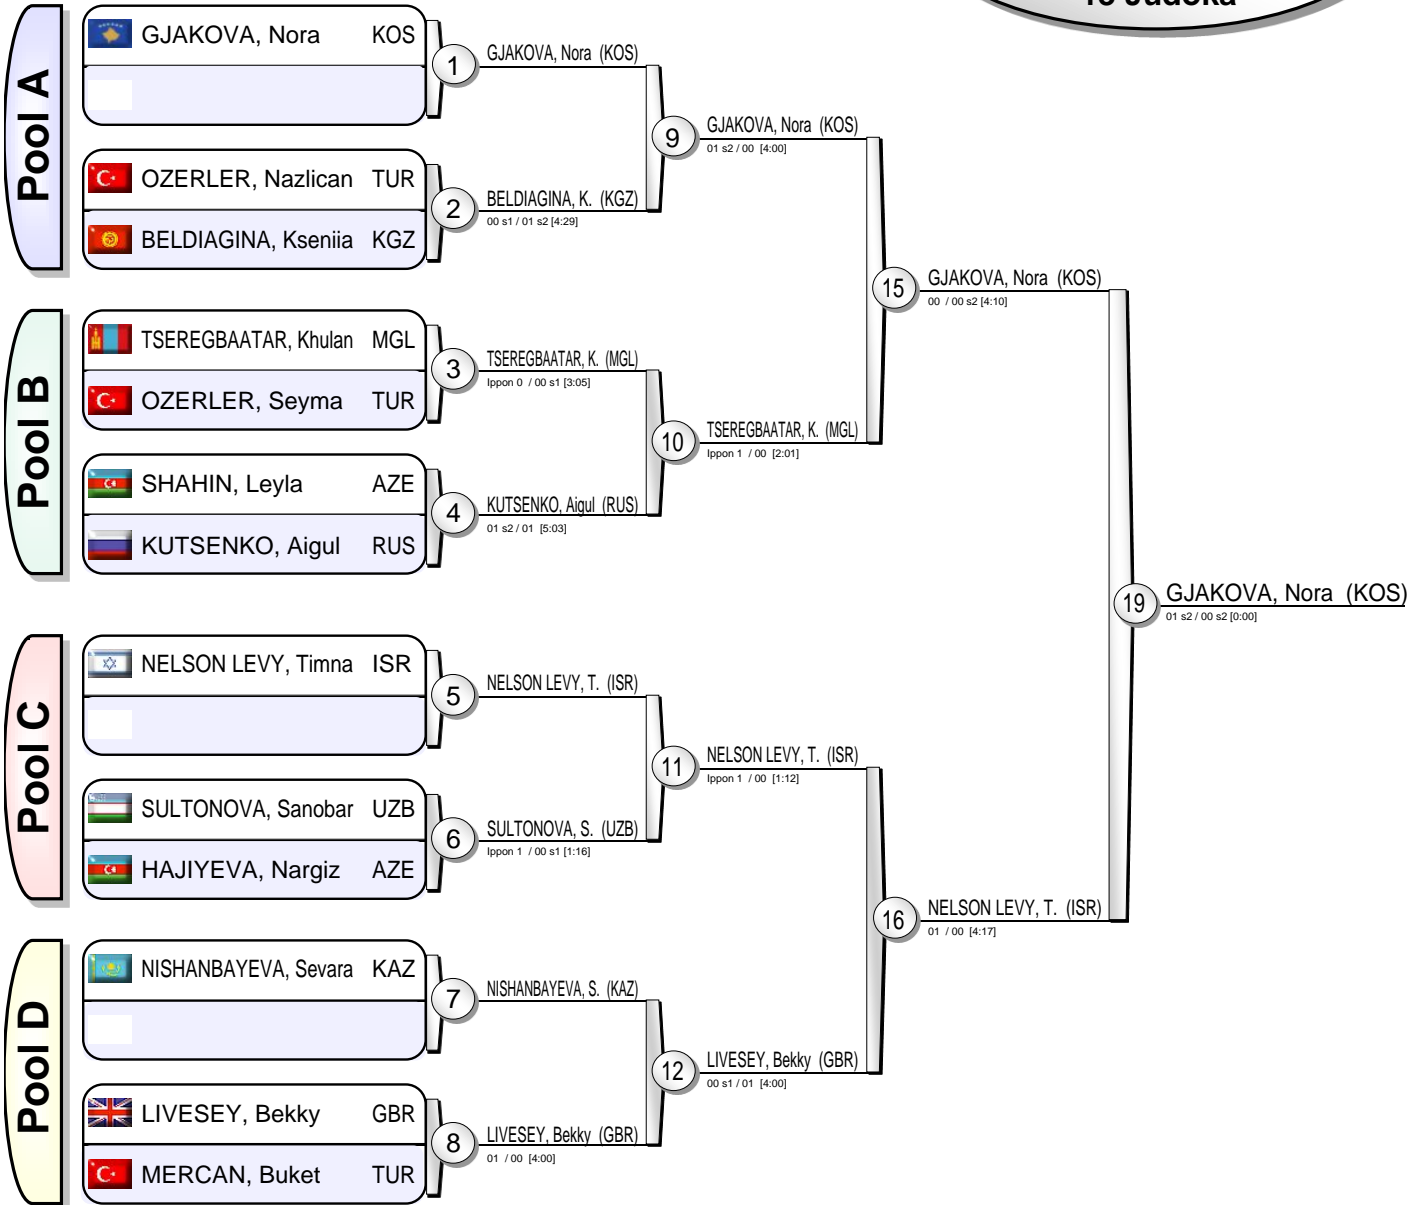 Pool A
GJAKOVA, Nora KOS
1
GJAKOVA, Nora (KOS)
OZERLER, Nazlican TUR
BELDIAGINA, Kseniia KGZ
2
BELDIAGINA, K. (KGZ)
00 s1 / 01 s2 [4:29]
9
GJAKOVA, Nora (KOS)
01 s2 / 00 [4:00]
Pool B
TSEREGBAATAR, Khulan MGL
OZERLER, Seyma TUR
3
TSEREGBAATAR, K. (MGL)
Ippon 0 / 00 s1 [3:05]
SHAHIN, Leyla AZE
KUTSENKO, Aigul RUS
4
KUTSENKO, Aigul (RUS)
01 s2 / 01 [5:03]
10
TSEREGBAATAR, K. (MGL)
Ippon 1 / 00 [2:01]
15
GJAKOVA, Nora (KOS)
00 / 00 s2 [4:10]
Pool C
NELSON LEVY, Timna ISR
5
NELSON LEVY, T. (ISR)
SULTONOVA, Sanobar UZB
HAJIYEVA, Nargiz AZE
6
SULTONOVA, S. (UZB)
Ippon 1 / 00 s1 [1:16]
11
NELSON LEVY, T. (ISR)
Ippon 1 / 00 [1:12]
Pool D
NISHANBAYEVA, Sevara KAZ
7
NISHANBAYEVA, S. (KAZ)
LIVESEY, Bekky GBR
MERCAN, Buket TUR
8
LIVESEY, Bekky (GBR)
01 / 00 [4:00]
12
LIVESEY, Bekky (GBR)
00 s1 / 01 [4:00]
16
NELSON LEVY, T. (ISR)
01 / 00 [4:17]
19
GJAKOVA, Nora (KOS)
01 s2 / 00 s2 [0:00]